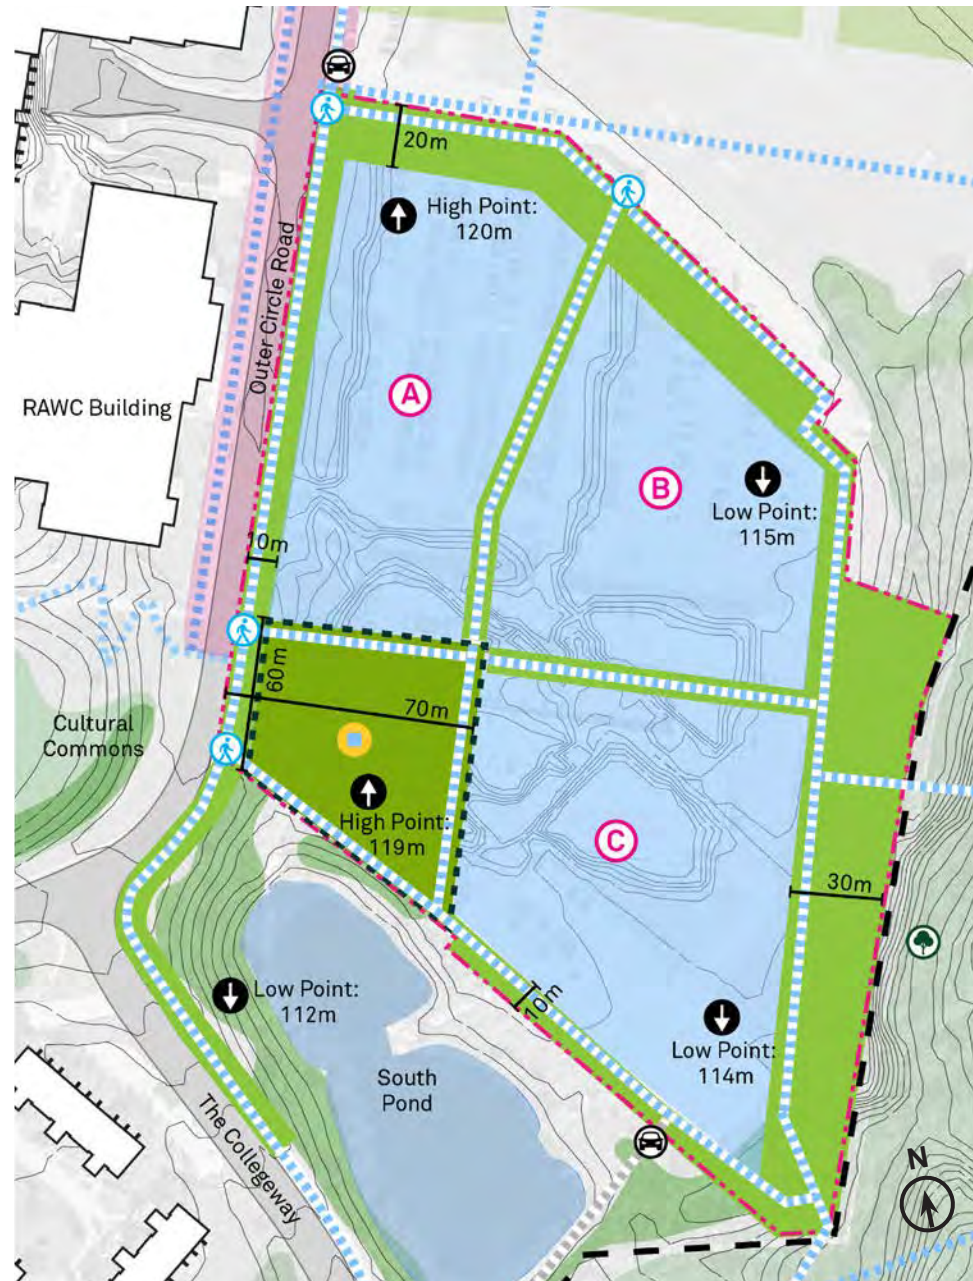 20m
High Point:
120m
Outer Circle Road
A
RAWC Building
B
Low Point:
115m
0m
60m
70m
Cultural
Commons
High Point:
119m
C
30m
Low Point:
112m
10m
Low Point:
114m
South
Pond
The Collegeway
N